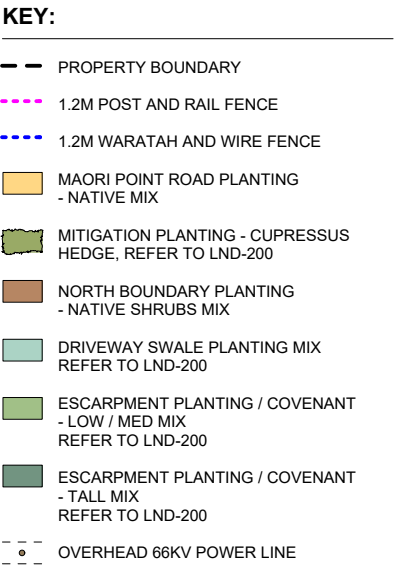 KEY:
PROPERTY BOUNDARY
1.2M POST AND RAIL FENCE
1.2M WARATAH AND WIRE FENCE
MAORI POINT ROAD PLANTING
- NATIVE MIX
MITIGATION PLANTING - CUPRESSUS
HEDGE, REFER TO LND-200
NORTH BOUNDARY PLANTING
- NATIVE SHRUBS MIX
DRIVEWAY SWALE PLANTING MIX
REFER TO LND-200
ESCARPMENT PLANTING / COVENANT
- LOW / MED MIX
REFER TO LND-200
ESCARPMENT PLANTING / COVENANT
- TALL MIX
REFER TO LND-200
OVERHEAD 66KV POWER LINE